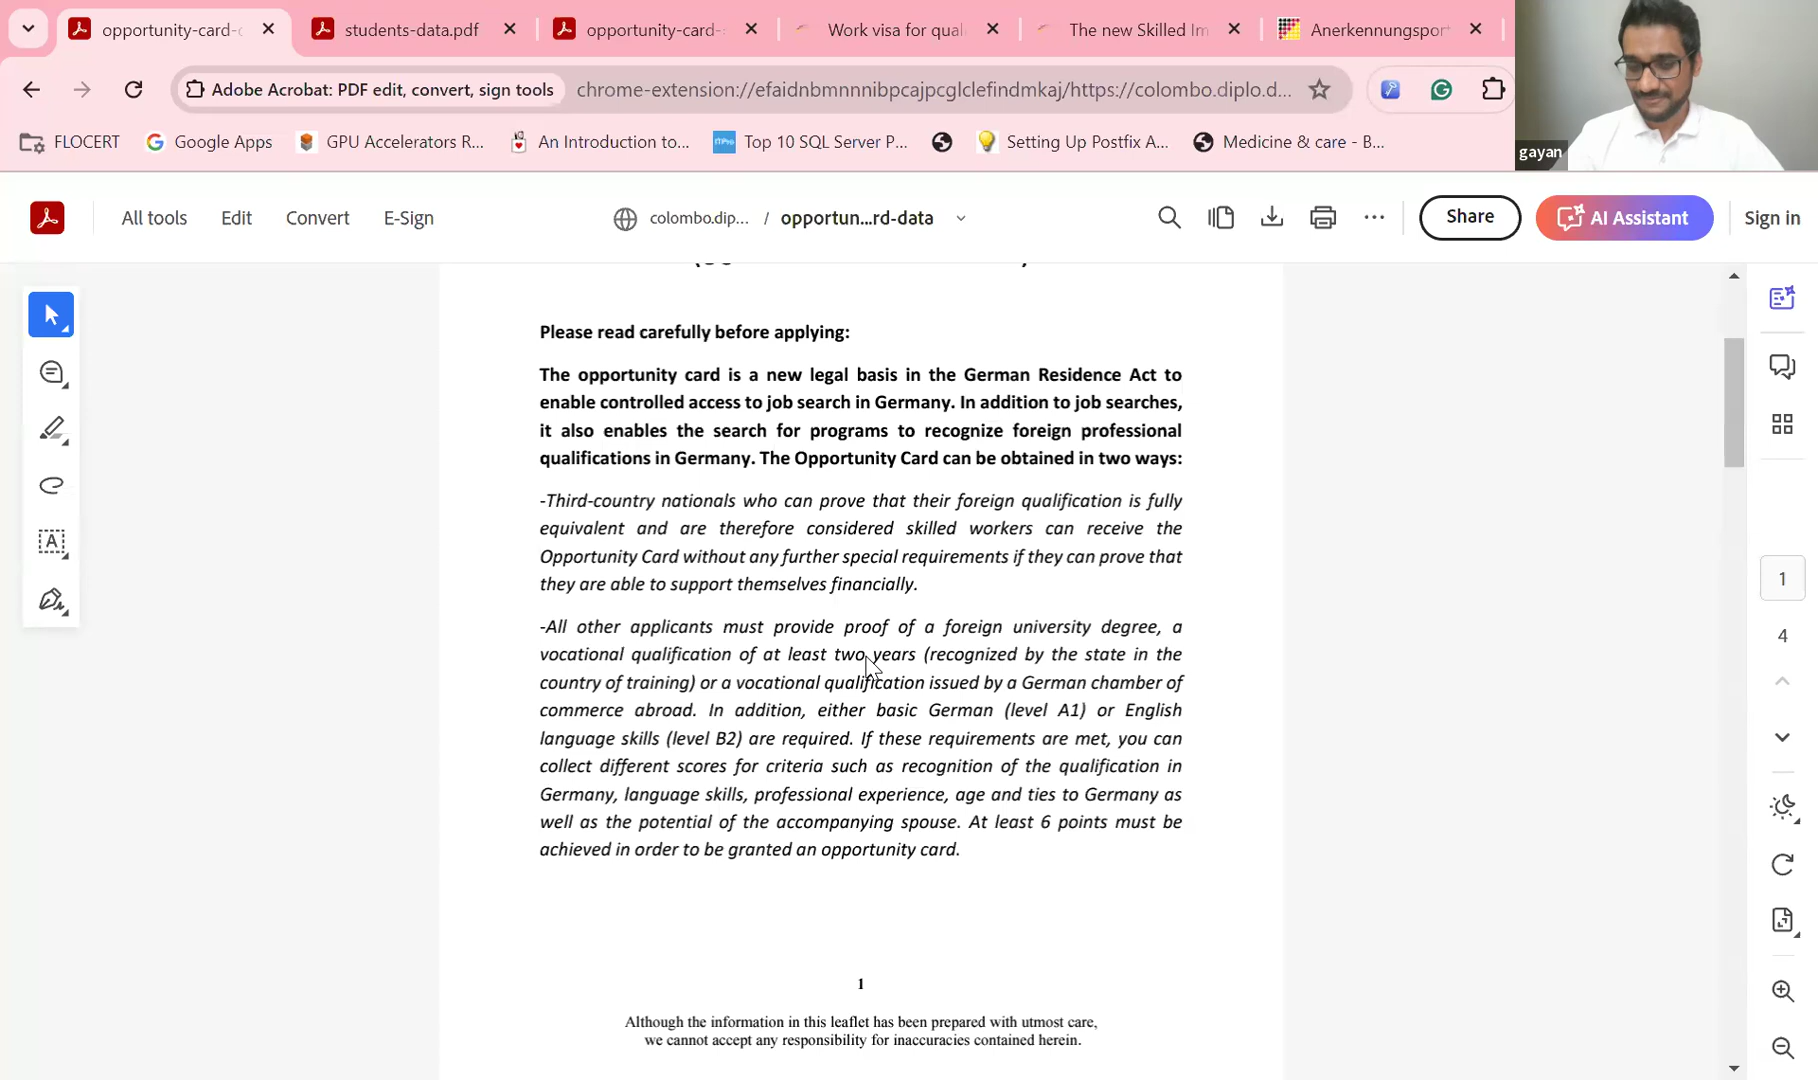 opportunity-card-
students-data.pdf
opportunity-card-
Work visa for qual
The new Skilled Im
Anerkennungsport
Adobe Acrobat: PDF edit, convert, sign tools
chrome-extension://efaidnbmnnnibpcajpcglclefindmkaj/https://colombo.diplo.d...
FLOCERT
Google Apps
GPU Accelerators R...
An Introduction to...
Top 10 SQL Server P...
Setting Up Postfix A...
Medicine & care - B...
gayan
All tools
Edit
Convert
E-Sign
colombo.dip... / opportun...rd-data
Share
AI Assistant
Sign in
Please read carefully before applying:
The opportunity card is a new legal basis in the German Residence Act to
enable controlled access to job search in Germany. In addition to job searches,
it also enables the search for programs to recognize foreign professional
qualifications in Germany. The Opportunity Card can be obtained in two ways:
-Third-country nationals who can prove that their foreign qualification is fully
equivalent and are therefore considered skilled workers can receive the
Opportunity Card without any further special requirements if they can prove that
they are able to support themselves financially.
-All other applicants must provide proof of a foreign university degree, a
vocational qualification of at least two years (recognized by the state in the
country of training) or a vocational qualification issued by a German chamber of
commerce abroad. In addition, either basic German (level A1) or English
language skills (level B2) are required. If these requirements are met, you can
collect different scores for criteria such as recognition of the qualification in
Germany, language skills, professional experience, age and ties to Germany as
well as the potential of the accompanying spouse. At least 6 points must be
achieved in order to be granted an opportunity card.
1
Although the information in this leaflet has been prepared with utmost care,
we cannot accept any responsibility for inaccuracies contained herein.
1
4